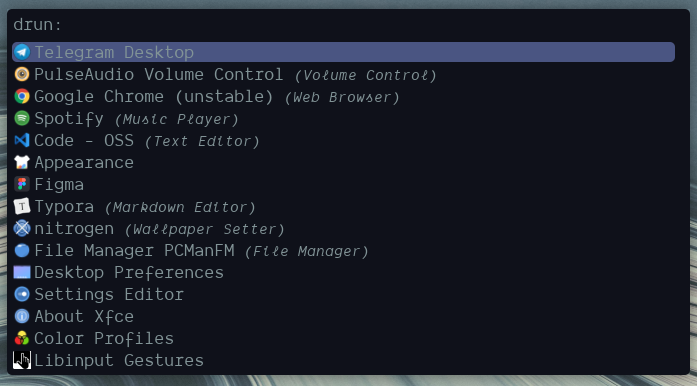 drun:
Telegram Desktop
PulseAudio Volume Control (Volume Control)
Google Chrome (unstable) (Web Browser)
Spotify (Music Player)
Code - OSS (Text Editor)
Appearance
Figma
Typora (Markdown Editor)
nitrogen (Wallpaper Setter)
File Manager PCManFM (File Manager)
Desktop Preferences
Settings Editor
About Xfce
Color Profiles
Libinput Gestures